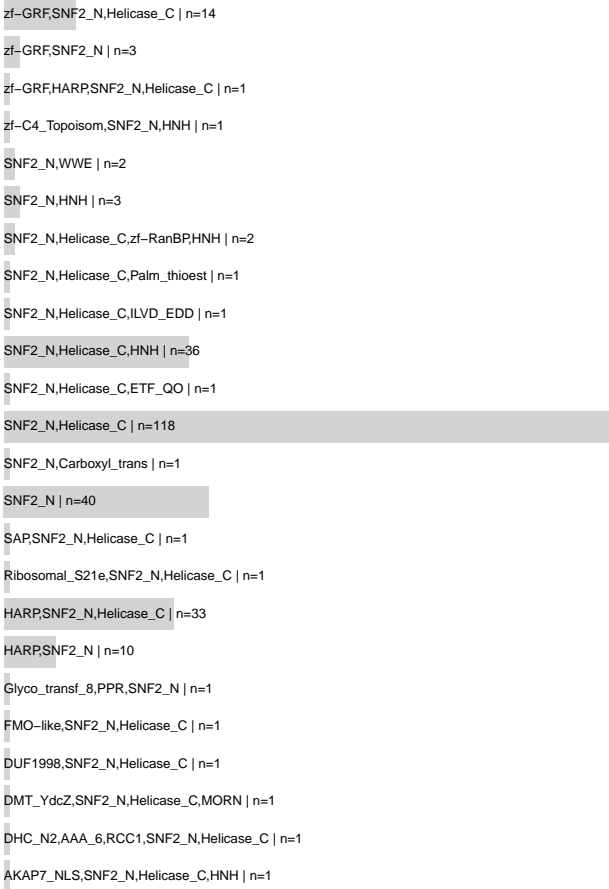 zf−GRF,SNF2_N,Helicase_C | n=14
zf−GRF,SNF2_N | n=3
zf−GRF,HARP,SNF2_N,Helicase_C | n=1
zf−C4_Topoisom,SNF2_N,HNH | n=1
SNF2_N,WWE | n=2
SNF2_N,HNH | n=3
SNF2_N,Helicase_C,zf−RanBP,HNH | n=2
SNF2_N,Helicase_C,Palm_thioest | n=1
SNF2_N,Helicase_C,ILVD_EDD | n=1
SNF2_N,Helicase_C,HNH | n=36
SNF2_N,Helicase_C,ETF_QO | n=1
SNF2_N,Helicase_C | n=118
SNF2_N,Carboxyl_trans | n=1
SNF2_N | n=40
SAP,SNF2_N,Helicase_C | n=1
Ribosomal_S21e,SNF2_N,Helicase_C | n=1
HARP,SNF2_N,Helicase_C | n=33
HARP,SNF2_N | n=10
Glyco_transf_8,PPR,SNF2_N | n=1
FMO−like,SNF2_N,Helicase_C | n=1
DUF1998,SNF2_N,Helicase_C | n=1
DMT_YdcZ,SNF2_N,Helicase_C,MORN | n=1
DHC_N2,AAA_6,RCC1,SNF2_N,Helicase_C | n=1
AKAP7_NLS,SNF2_N,Helicase_C,HNH | n=1